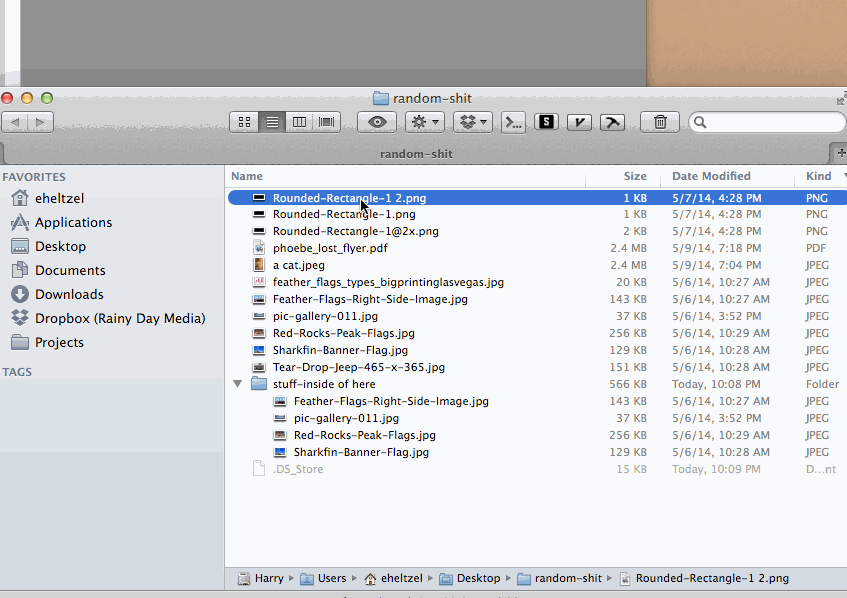 random-shit
random-shit
FAVORITES
eheltzel
Applications
Desktop
Documents
Downloads
Dropbox (Rainy Day Media)
Projects
TAGS
Name Size Date Modified Kind
Rounded-Rectangle-1 2.png 1 KB 5/7/14, 4:28 PM PNG
Rounded-Rectangle-1.png 1 KB 5/7/14, 4:28 PM PNG
Rounded-Rectangle-1@2x.png 2 KB 5/7/14, 4:28 PM PNG
phoebe_lost_flyer.pdf 2.4 MB 5/9/14, 7:18 PM PDF
a cat.jpeg 2.4 MB 5/9/14, 7:04 PM JPEG
feather_flags_types_bigprintinglasvegas.jpg 20 KB 5/6/14, 10:27 AM JPEG
Feather-Flags-Right-Side-Image.jpg 143 KB 5/6/14, 10:27 AM JPEG
pic-gallery-011.jpg 37 KB 5/6/14, 3:52 PM JPEG
Red-Rocks-Peak-Flags.jpg 256 KB 5/6/14, 10:29 AM JPEG
Sharkfin-Banner-Flag.jpg 129 KB 5/6/14, 10:28 AM JPEG
Tear-Drop-Jeep-465-x-365.jpg 151 KB 5/6/14, 10:28 AM JPEG
stuff-inside of here 566 KB Today, 10:08 PM Folder
Feather-Flags-Right-Side-Image.jpg 143 KB 5/6/14, 10:27 AM JPEG
pic-gallery-011.jpg 37 KB 5/6/14, 3:52 PM JPEG
Red-Rocks-Peak-Flags.jpg 256 KB 5/6/14, 10:29 AM JPEG
Sharkfin-Banner-Flag.jpg 129 KB 5/6/14, 10:28 AM JPEG
.DS_Store 15 KB Today, 10:09 PM D...nt
Harry Users eheltzel Desktop random-shit Rounded-Rectangle-1 2.png